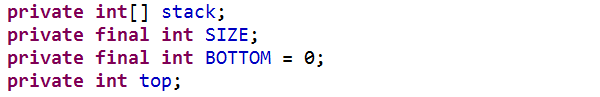 private int[] stack;
private final int SIZE;
private final int BOTTOM = 0;
private int top;